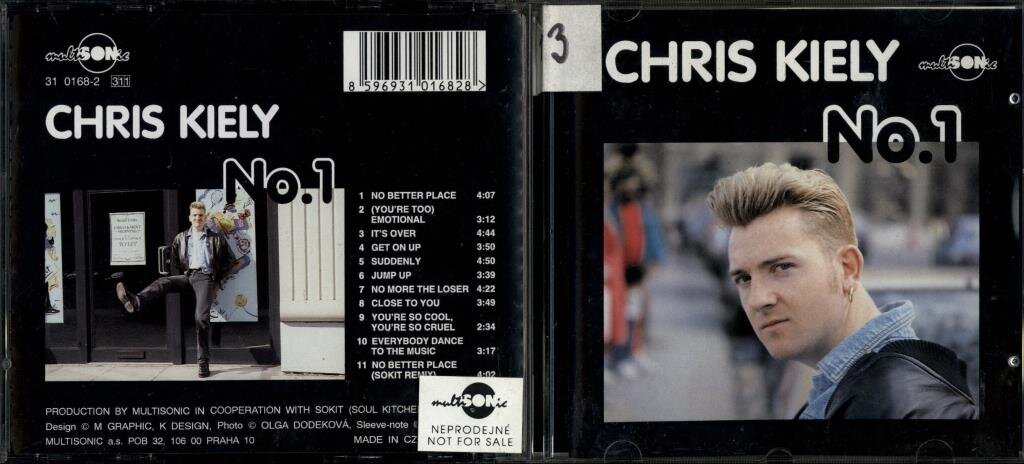 multiSONic
31 0168-2 311
8 596931 016828 >
CHRIS KIELY
No.1
1 NO BETTER PLACE 4:07
2 (YOU'RE TOO)
EMOTIONAL 3:12
3 IT'S OVER 4:44
4 GET ON UP 3:50
5 SUDDENLY 4:50
6 JUMP UP 3:39
7 NO MORE THE LOSER 4:22
8 CLOSE TO YOU 3:49
9 YOU'RE SO COOL,
YOU'RE SO CRUEL 2:34
10 EVERYBODY DANCE
TO THE MUSIC 3:17
11 NO BETTER PLACE
(SOKIT REMIX) 4:02
TO LET
PRODUCTION BY MULTISONIC IN COOPERATION WITH SOKIT (SOUL KITCHE
Design © M GRAPHIC, K DESIGN, Photo © OLGA DODEKOVÁ, Sleeve-note ©
MULTISONIC a.s. POB 32, 106 00 PRAHA 10 MADE IN CZ
multiSONic
NEPRODEJNÉ
NOT FOR SALE
3
CHRIS KIELY
multiSONic
No.1